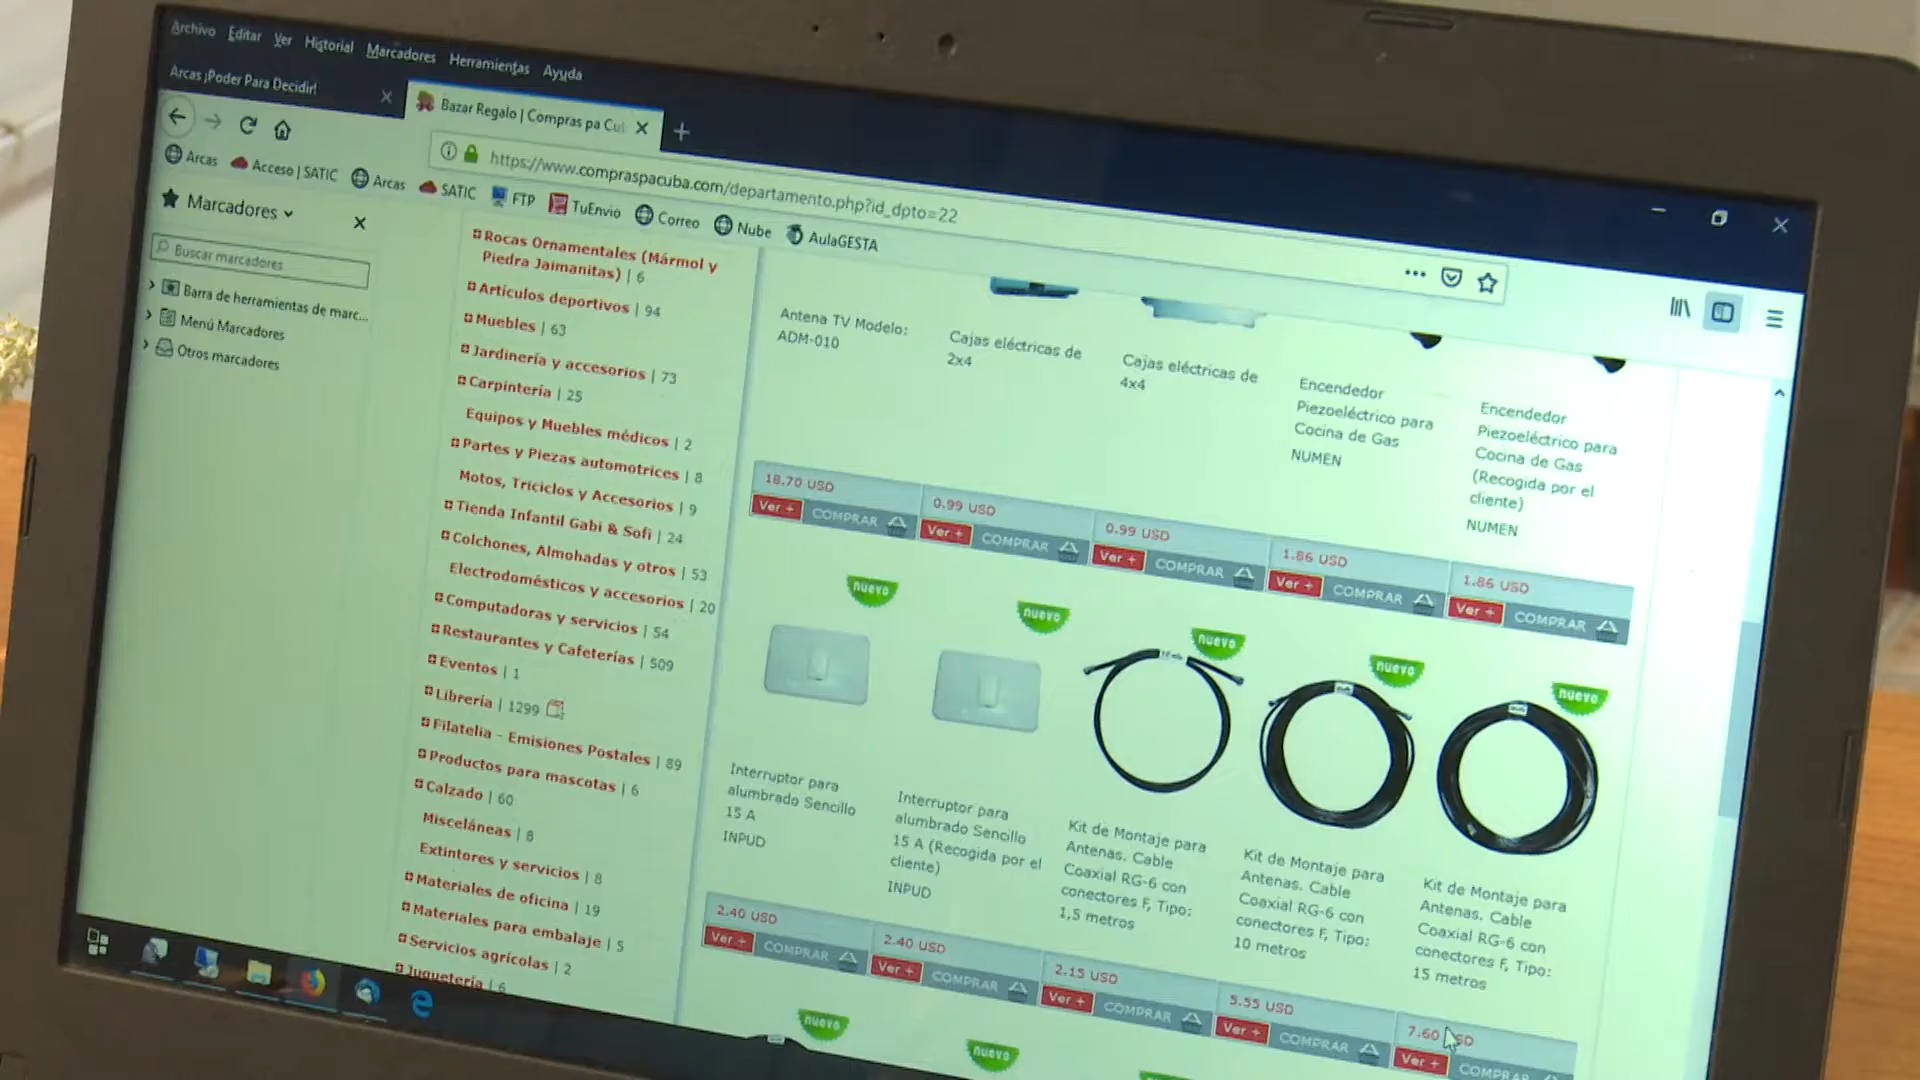 Archivo Editar Ver Historial Marcadores Herramientas Ayuda
Arcas ¡Poder Para Decidir!
Bazar Regalo | Compras pa Cu
https://www.compraspacuba.com/departamento.php?id_dpto=22
Arcas Acceso | SATIC Arcas SATIC FTP TuEnvio Correo Nube AulaGESTA
Marcadores
Buscar marcadores
Barra de herramientas de marc...
Menú Marcadores
Otros marcadores
Rocas Ornamentales (Mármol y
Piedra Jaimanitas) | 6
Artículos deportivos | 94
Muebles | 63
Jardinería y accesorios | 73
Carpintería | 25
Equipos y Muebles médicos | 2
Partes y Piezas automotrices | 8
Motos, Triciclos y Accesorios | 9
Tienda Infantil Gabi & Sofi | 24
Colchones, Almohadas y otros | 53
Electrodomésticos y accesorios | 20
Computadoras y servicios | 54
Restaurantes y Cafeterías | 509
Eventos | 1
Librería | 1299
Filatelia - Emisiones Postales | 89
Productos para mascotas | 6
Calzado | 60
Misceláneas | 8
Extintores y servicios | 8
Materiales de oficina | 19
Materiales para embalaje | 5
Servicios agrícolas | 2
Juguetería | 6
Antena TV Modelo:
ADM-010
18.70 USD
Ver + COMPRAR
Cajas eléctricas de
2x4
0.99 USD
Ver + COMPRAR
Cajas eléctricas de
4x4
0.99 USD
Ver + COMPRAR
Encendedor
Piezoeléctrico para
Cocina de Gas
NUMEN
1.86 USD
Ver + COMPRAR
Encendedor
Piezoeléctrico para
Cocina de Gas
(Recogida por el
cliente)
NUMEN
1.86 USD
Ver + COMPRAR
nuevo
Interruptor para
alumbrado Sencillo
15 A
INPUD
2.40 USD
Ver + COMPRAR
nuevo
Interruptor para
alumbrado Sencillo
15 A (Recogida por el
cliente)
INPUD
2.40 USD
Ver + COMPRAR
nuevo
Kit de Montaje para
Antenas. Cable
Coaxial RG-6 con
conectores F, Tipo:
1,5 metros
2.15 USD
Ver + COMPRAR
nuevo
Kit de Montaje para
Antenas. Cable
Coaxial RG-6 con
conectores F, Tipo:
10 metros
5.55 USD
Ver + COMPRAR
nuevo
Kit de Montaje para
Antenas. Cable
Coaxial RG-6 con
conectores F, Tipo:
15 metros
7.60 USD
Ver + COMPRAR
nuevo
nuevo